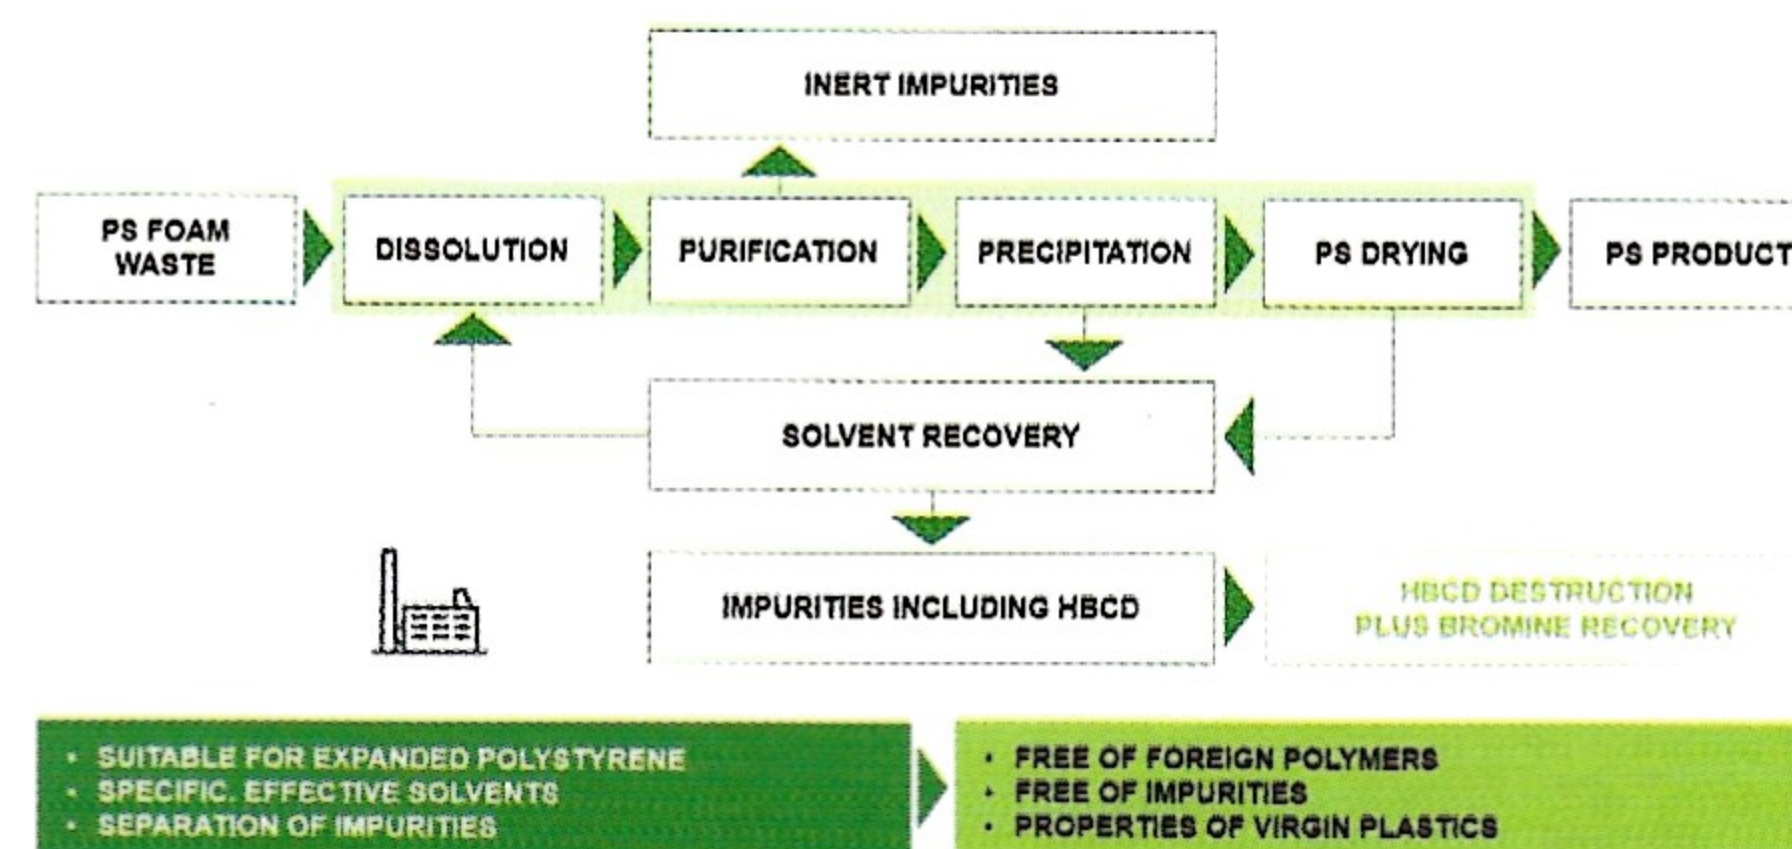 INERT IMPURITIES
PS FOAM
WASTE
DISSOLUTION
PURIFICATION
PRECIPITATION
PS DRYING
PS PRODUCT
SOLVENT RECOVERY
IMPURITIES INCLUDING HBCD
HBCD DESTRUCTION
PLUS BROMINE RECOVERY
• SUITABLE FOR EXPANDED POLYSTYRENE
• SPECIFIC. EFFECTIVE SOLVENTS
• SEPARATION OF IMPURITIES
• FREE OF FOREIGN POLYMERS
• FREE OF IMPURITIES
• PROPERTIES OF VIRGIN PLASTICS